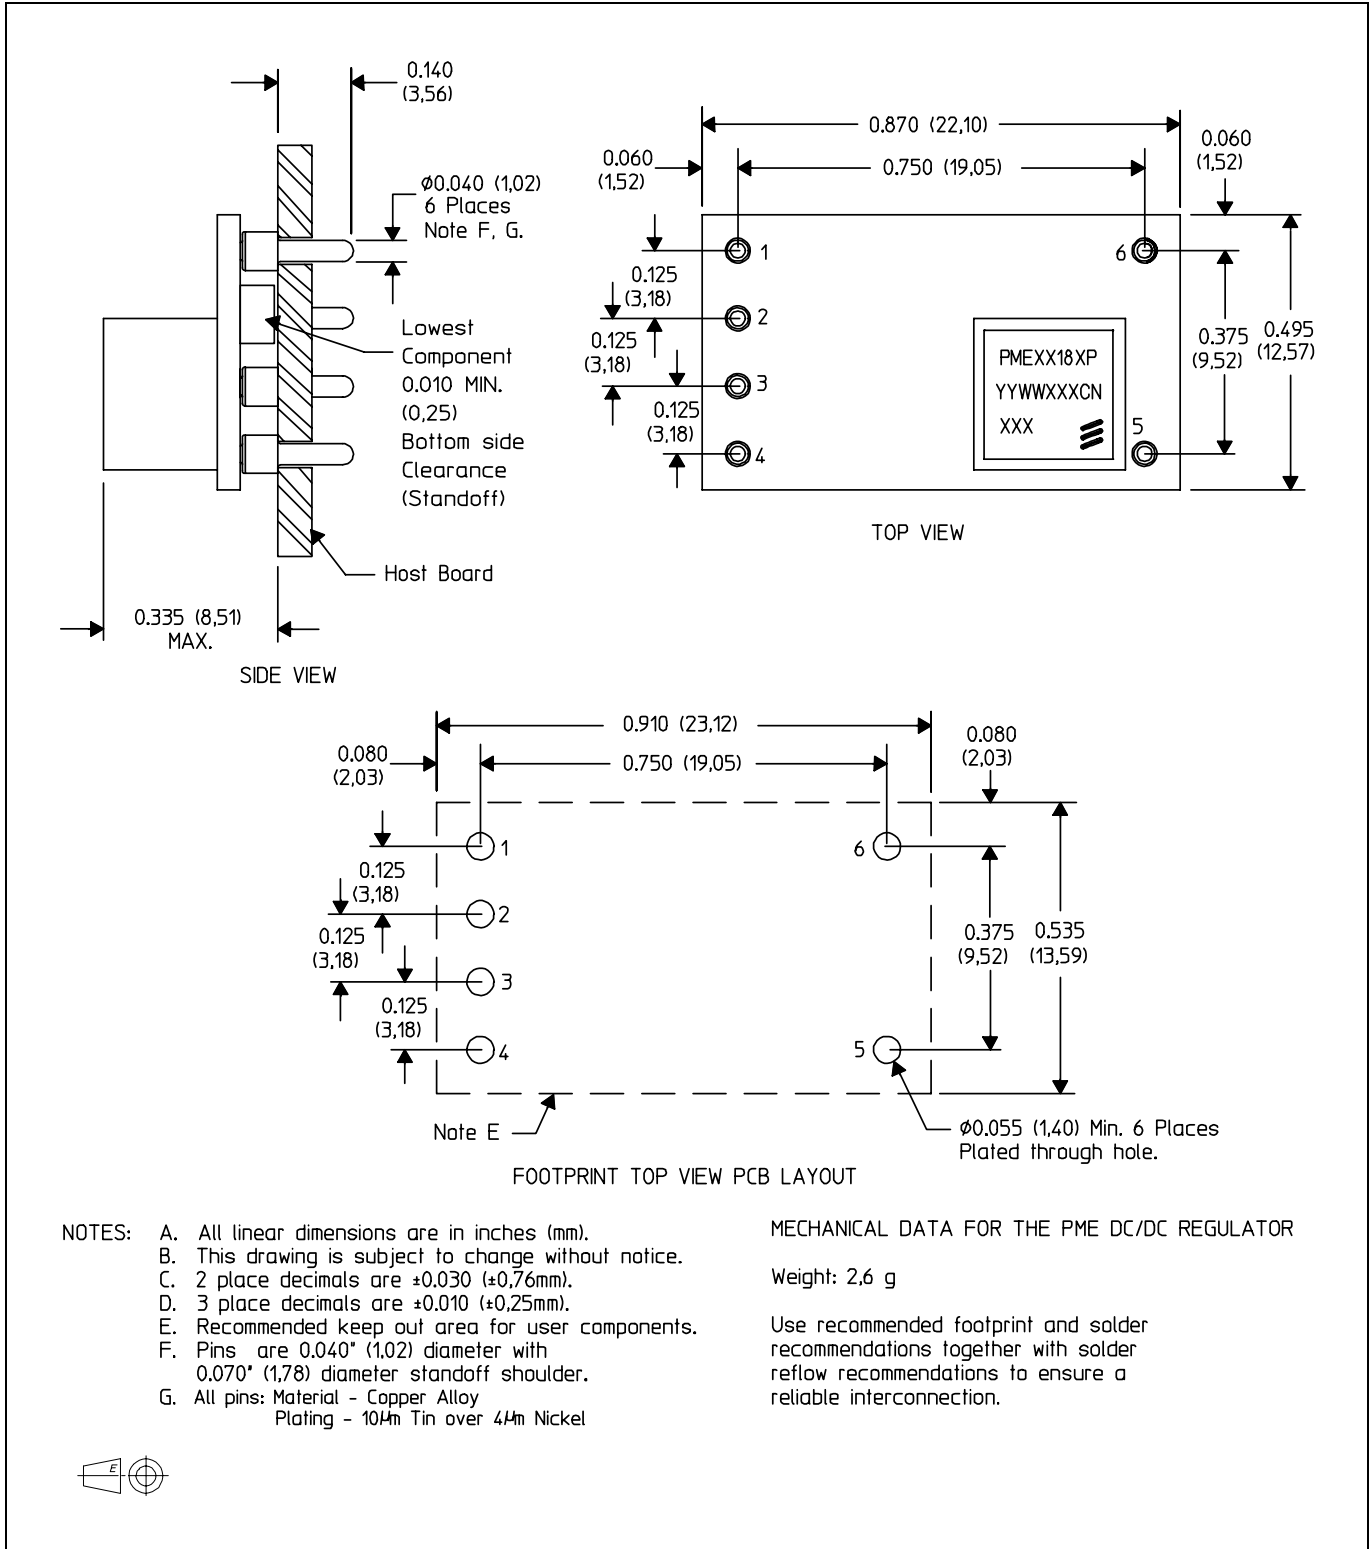 0.140
(3,56)
Ø0.040 (1,02)
6 Places
Note F, G.
Lowest
Component
0.010 MIN.
(0,25)
Bottom side
Clearance
(Standoff)
Host Board
0.335 (8,51)
MAX.
SIDE VIEW
0.870 (22,10)
0.060
(1,52)
0.750 (19,05)
0.060
(1,52)
1
6
0.125
(3,18)
2
0.125
(3,18)
3
0.125
(3,18)
4
5
PMEXX18XP
YYWWXXXCN
XXX
0.375
(9,52)
0.495
(12,57)
TOP VIEW
0.910 (23,12)
0.080
(2,03)
0.750 (19,05)
0.080
(2,03)
1
6
0.125
(3,18)
2
0.125
(3,18)
3
0.125
(3,18)
4
5
0.375
(9,52)
0.535
(13,59)
Note E
Ø0.055 (1,40) Min. 6 Places
Plated through hole.
FOOTPRINT TOP VIEW PCB LAYOUT
NOTES: A. All linear dimensions are in inches (mm).
B. This drawing is subject to change without notice.
C. 2 place decimals are ±0.030 (±0,76mm).
D. 3 place decimals are ±0.010 (±0,25mm).
E. Recommended keep out area for user components.
F. Pins are 0.040" (1,02) diameter with
0.070" (1,78) diameter standoff shoulder.
G. All pins: Material - Copper Alloy
Plating - 10µm Tin over 4µm Nickel
MECHANICAL DATA FOR THE PME DC/DC REGULATOR
Weight: 2,6 g
Use recommended footprint and solder
recommendations together with solder
reflow recommendations to ensure a
reliable interconnection.
E